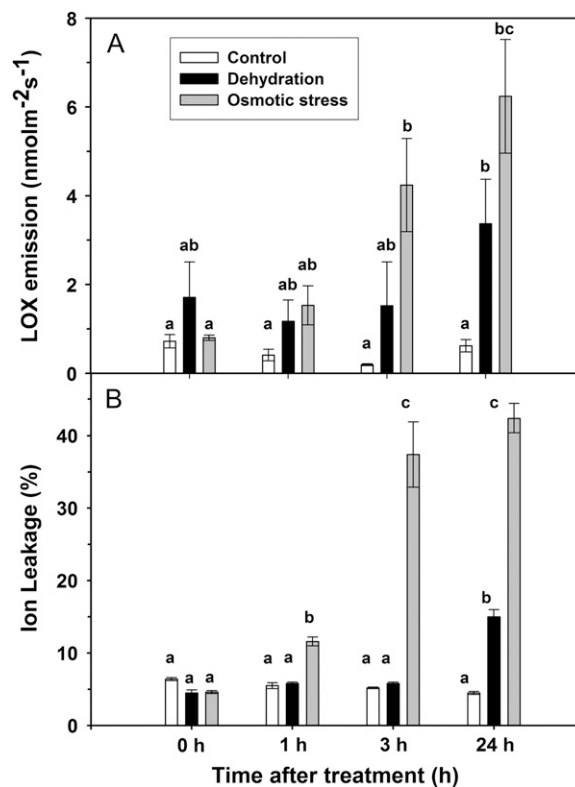 A
Control
Dehydration
Osmotic stress
LOX emission (nmolm-2s-1)
8
6
4
2
0
a ab a
a ab ab
a ab b
a b bc
B
Ion Leakage (%)
40
30
20
10
0
a a a
a a b
a a c
a b c
0 h 1 h 3 h 24 h
Time after treatment (h)